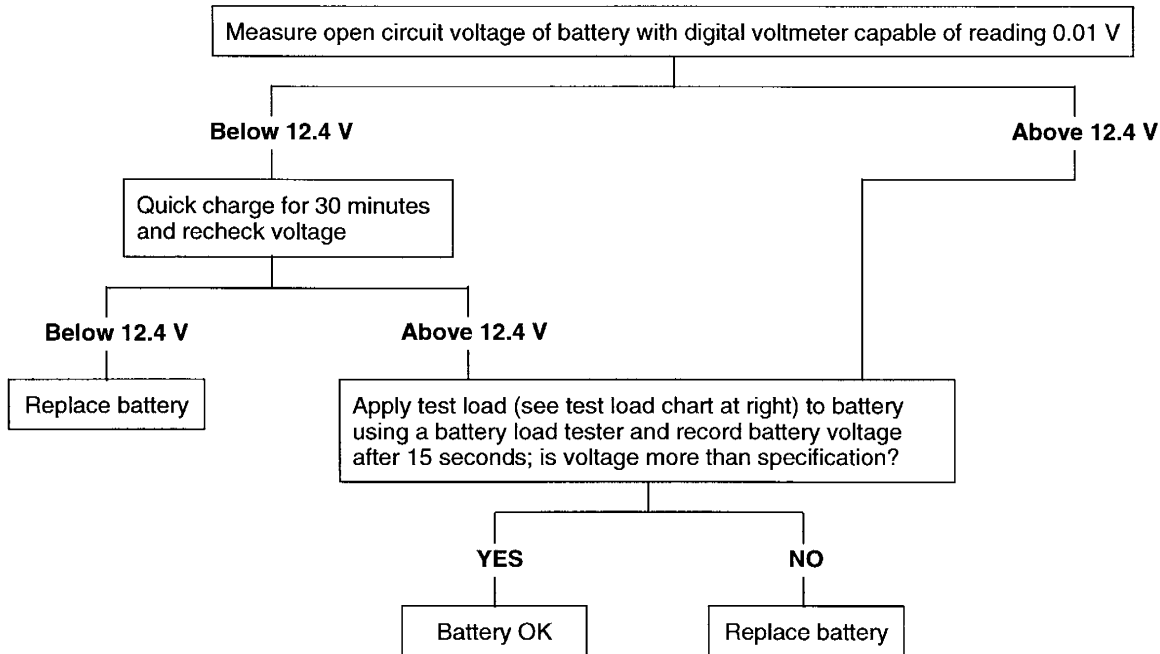 Measure open circuit voltage of battery with digital voltmeter capable of reading 0.01 V
Below 12.4 V
Above 12.4 V
Quick charge for 30 minutes
and recheck voltage
Below 12.4 V
Above 12.4 V
Replace battery
Apply test load (see test load chart at right) to battery
using a battery load tester and record battery voltage
after 15 seconds; is voltage more than specification?
YES
NO
Battery OK
Replace battery